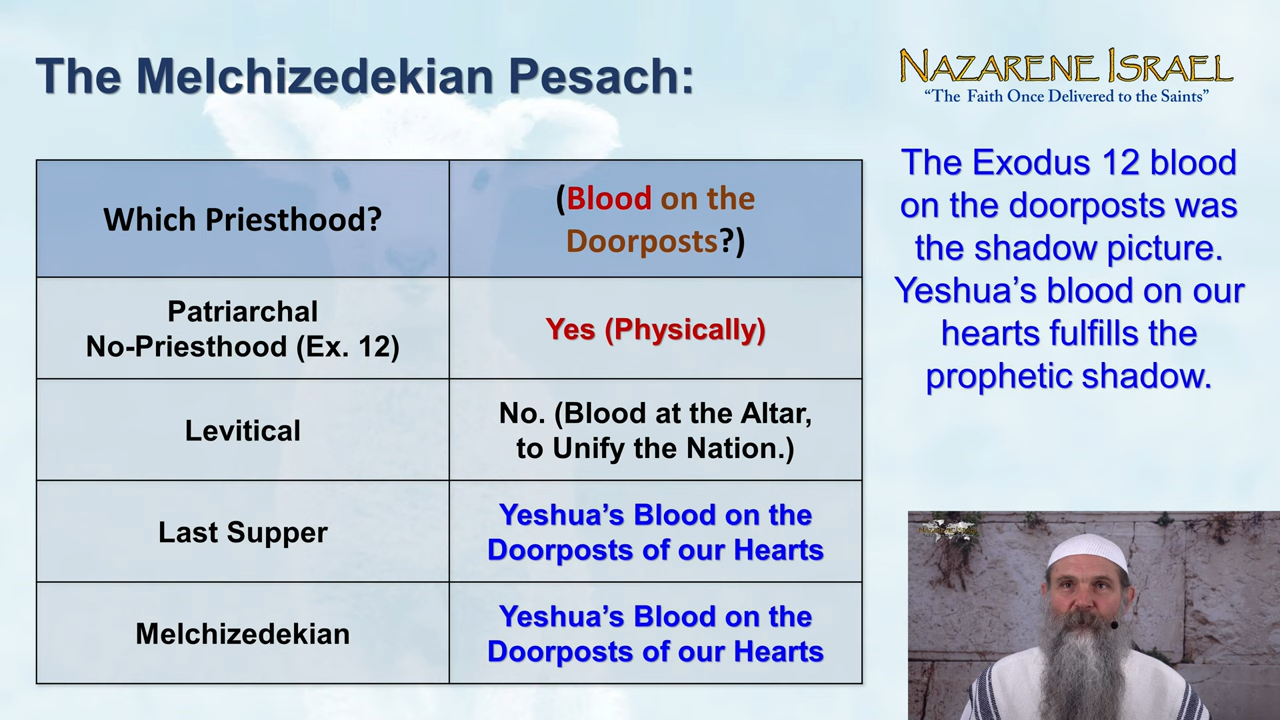 The Melchizedekian Pesach:
NAZARENE ISRAEL
“The Faith Once Delivered to the Saints”
Which Priesthood?
(Blood on the
Doorposts?)
Patriarchal
No-Priesthood (Ex. 12)
Yes (Physically)
Levitical
No. (Blood at the Altar,
to Unify the Nation.)
Last Supper
Yeshua’s Blood on the
Doorposts of our Hearts
Melchizedekian
Yeshua’s Blood on the
Doorposts of our Hearts
The Exodus 12 blood
on the doorposts was
the shadow picture.
Yeshua’s blood on our
hearts fulfills the
prophetic shadow.